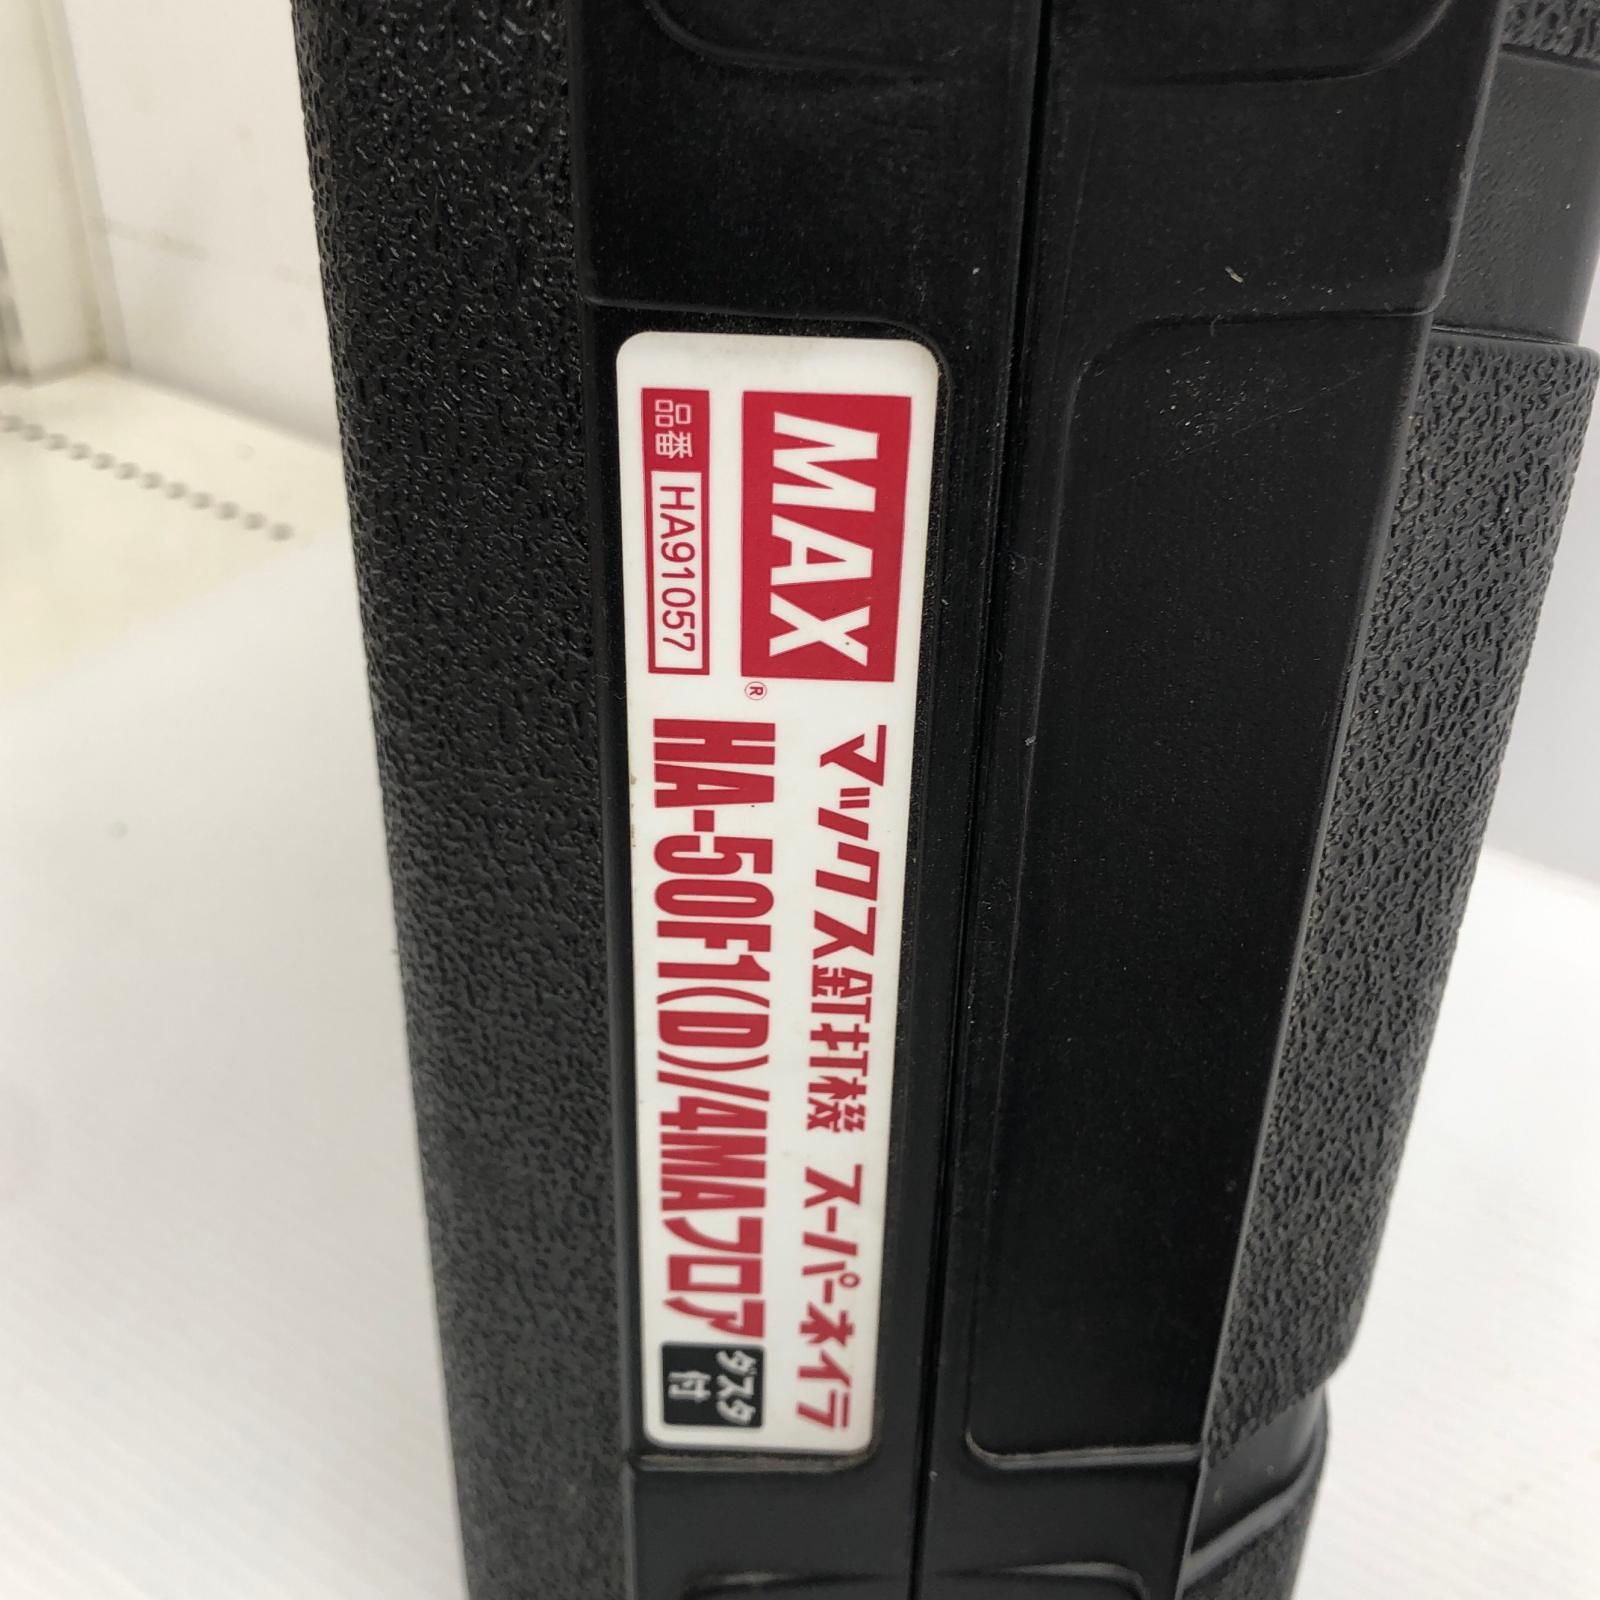 MAX®
マックス釘打機 スーパーネイラ
品番 HA91057
HA-50F1(D)/4MAフロア
ダスタ
付